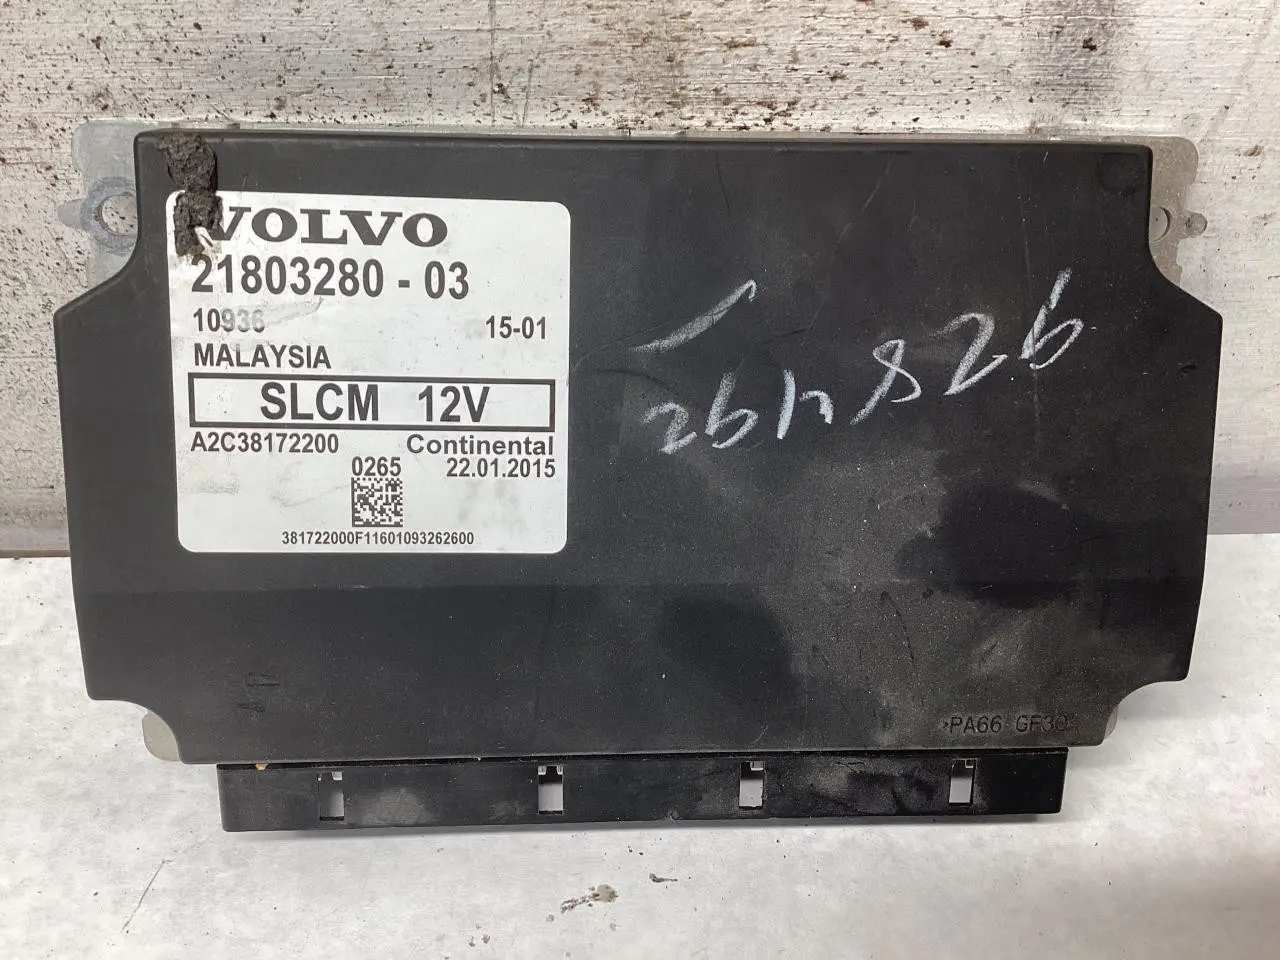 VOLVO
21803280 - 03
10936 15-01
MALAYSIA
SLCM 12V
A2C38172200 Continental
0265 22.01.2015
381722000F11601093262600
>PA66 GF30